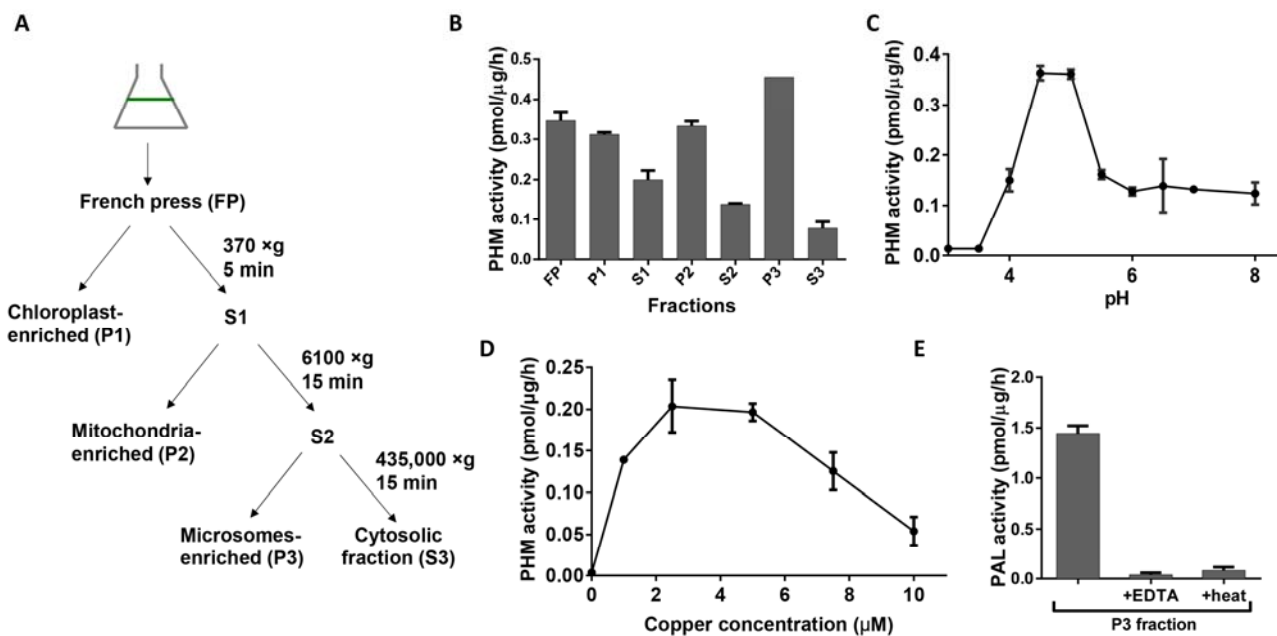 A
French press (FP)
370 ×g
5 min
Chloroplast-
enriched (P1)
S1
6100 ×g
15 min
Mitochondria-
enriched (P2)
S2
435,000 ×g
15 min
Microsomes-
enriched (P3)
Cytosolic
fraction (S3)
B
PHM activity (pmol/μg/h)
0.5
0.4
0.3
0.2
0.1
0.0
FP
P1
S1
P2
S2
P3
S3
Fractions
C
PHM activity (pmol/μg/h)
0.4
0.3
0.2
0.1
0.0
4
6
8
pH
D
PHM activity (pmol/μg/h)
0.25
0.20
0.15
0.10
0.05
0.00
0
2
4
6
8
10
Copper concentration (μM)
E
PAL activity (pmol/μg/h)
2.0
1.5
1.0
0.5
0.0
+EDTA
+heat
P3 fraction